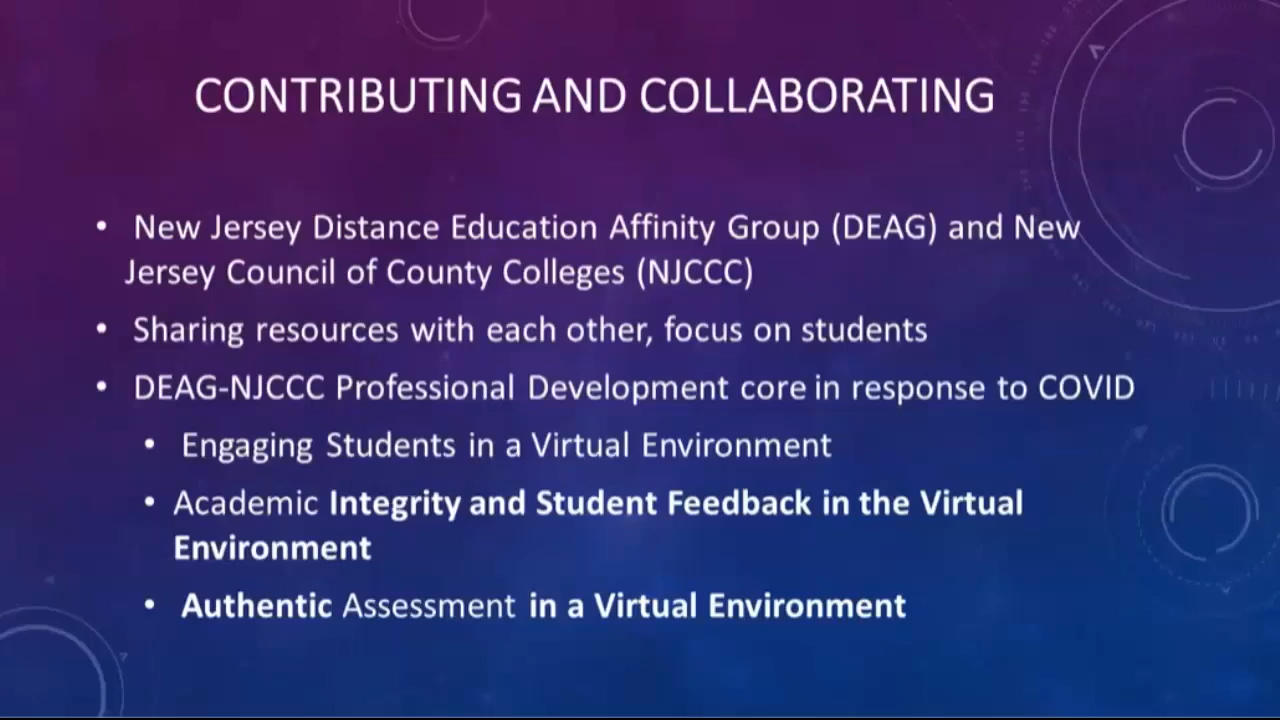 CONTRIBUTING AND COLLABORATING
• New Jersey Distance Education Affinity Group (DEAG) and New
Jersey Council of County Colleges (NJCCC)
• Sharing resources with each other, focus on students
• DEAG-NJCCC Professional Development core in response to COVID
• Engaging Students in a Virtual Environment
• Academic Integrity and Student Feedback in the Virtual
Environment
• Authentic Assessment in a Virtual Environment